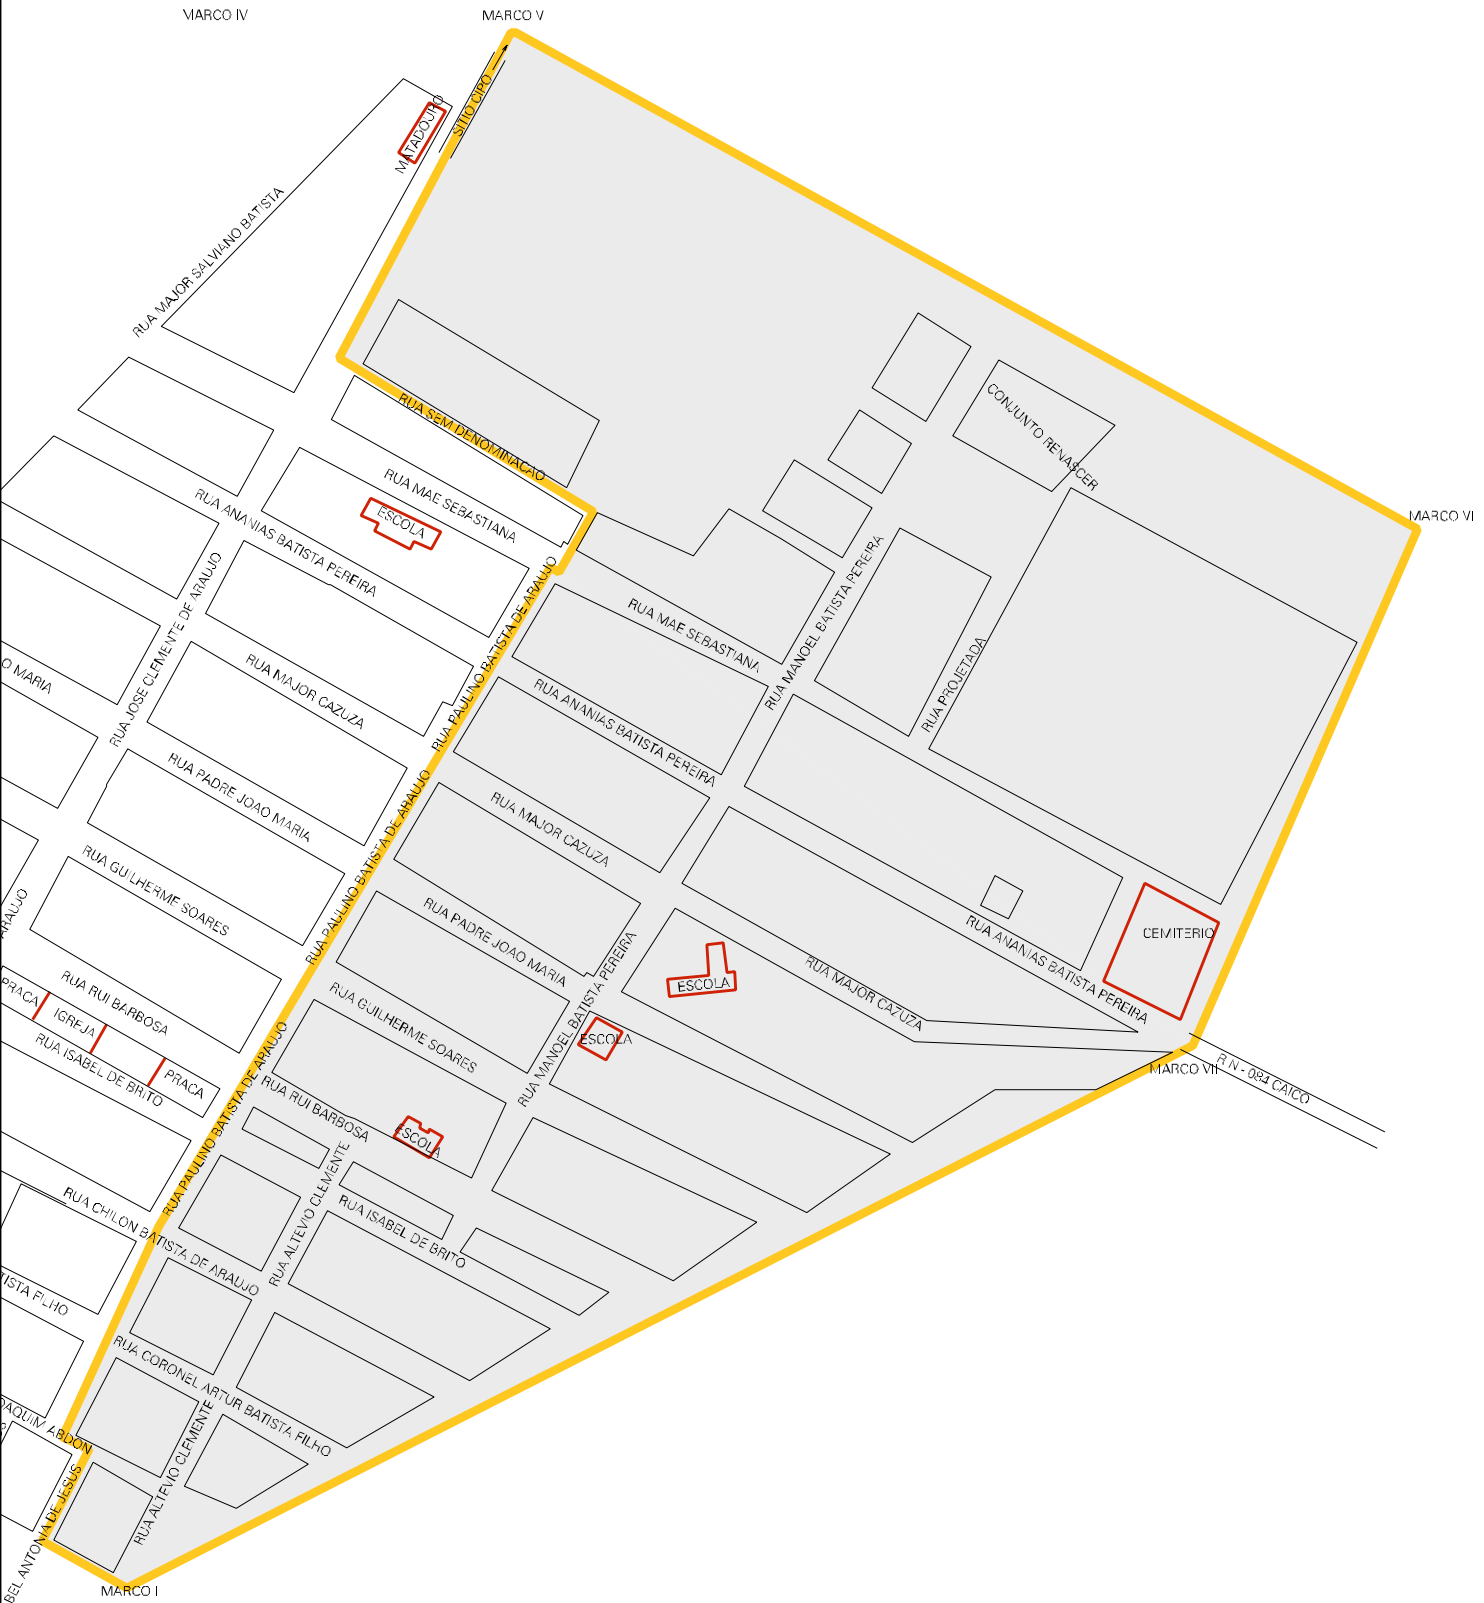 MARCO IV
MARCO V
SITIO CIPO
MATADOURO
RUA MAJOR SALVIANO BATISTA
CONJUNTO RENASCER
RUA SEM DENOMINACAO
RUA MAE SEBASTIANA
ESCOLA
RUA ANANIAS BATISTA PEREIRA
MARCO VI
RUA JOSE CLEMENTE DE ARAUJO
RUA PAULINO BATISTA DE ARAUJO
RUA MAE SEBASTIANA
RUA MANOEL BATISTA PEREIRA
RUA PROJETADA
O MARIA
RUA MAJOR CAZUZA
RUA ANANIAS BATISTA PEREIRA
RUA PADRE JOAO MARIA
RUA PAULINO BATISTA DE ARAUJO
RUA MAJOR CAZUZA
RUA GUILHERME SOARES
ARAUJO
RUA PADRE JOAO MARIA
RUA MANOEL BATISTA PEREIRA
ESCOLA
RUA MAJOR CAZUZA
RUA ANANIAS BATISTA PEREIRA
CEMITERIO
PRACA
IGREJA
PRACA
RUA RUI BARBOSA
RUA ISABEL DE BRITO
RUA GUILHERME SOARES
ESCOLA
MARCO VII
RN - 084 CAICO
RUA PAULINO BATISTA DE ARAUJO
RUA RUI BARBOSA
ESCOLA
RUA ALTEVIO CLEMENTE
RUA ISABEL DE BRITO
RUA CHILON BATISTA DE ARAUJO
TISTA FILHO
RUA CORONEL ARTUR BATISTA FILHO
OAQUIM ABDON
RUA ALTEVIO CLEMENTE
BEL ANTONIA DE JESUS
MARCO I